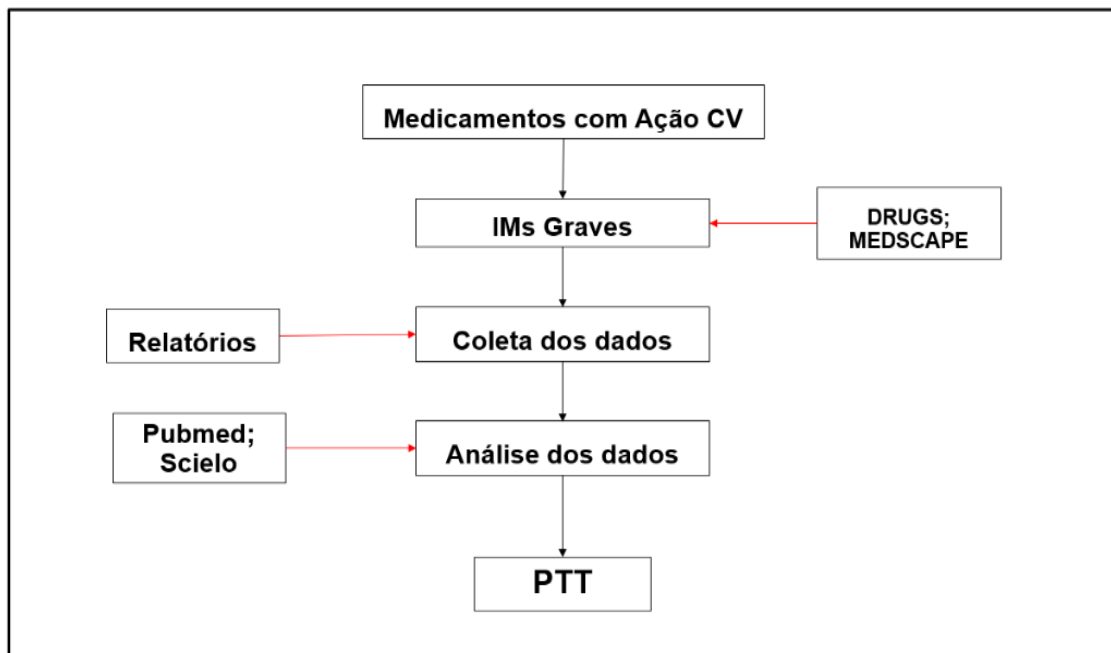 Medicamentos com Ação CV
IMs Graves
DRUGS;
MEDSCAPE
Relatórios
Coleta dos dados
Pubmed;
Scielo
Análise dos dados
PTT